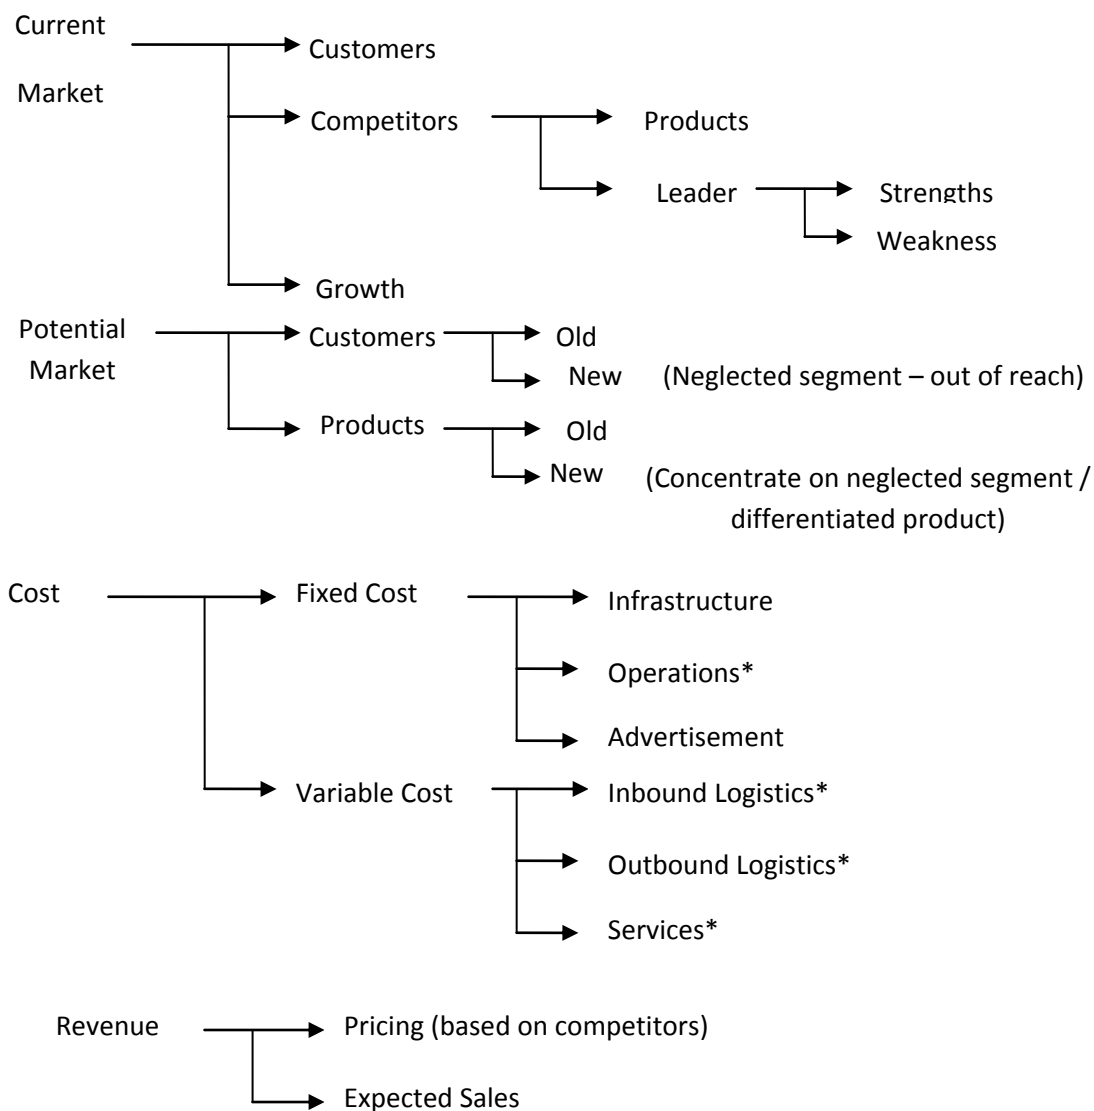 Current
Market
Customers
Competitors
Products
Leader
Strengths
Weakness
Growth
Potential
Market
Customers
Old
New (Neglected segment – out of reach)
Products
Old
New (Concentrate on neglected segment /
differentiated product)
Cost
Fixed Cost
Infrastructure
Operations*
Advertisement
Variable Cost
Inbound Logistics*
Outbound Logistics*
Services*
Revenue
Pricing (based on competitors)
Expected Sales